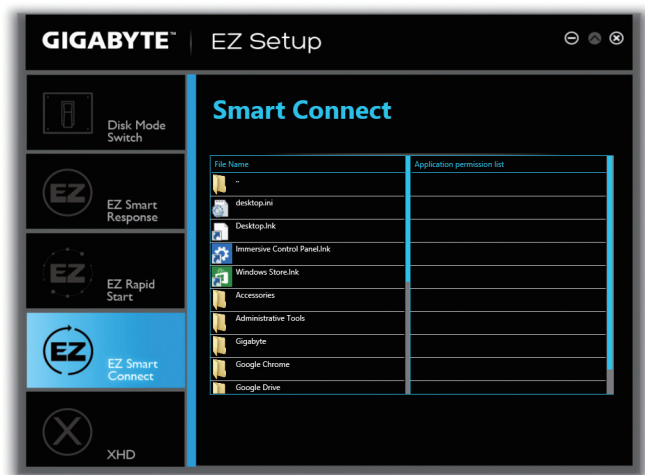 GIGABYTE™ EZ Setup
Disk Mode
Switch
EZ
EZ Smart
Response
EZ
EZ Rapid
Start
EZ
EZ Smart
Connect
X
XHD
Smart Connect
File Name Application permission list
..
desktop.ini
Desktop.lnk
Immersive Control Panel.lnk
Windows Store.lnk
Accessories
Administrative Tools
Gigabyte
Google Chrome
Google Drive